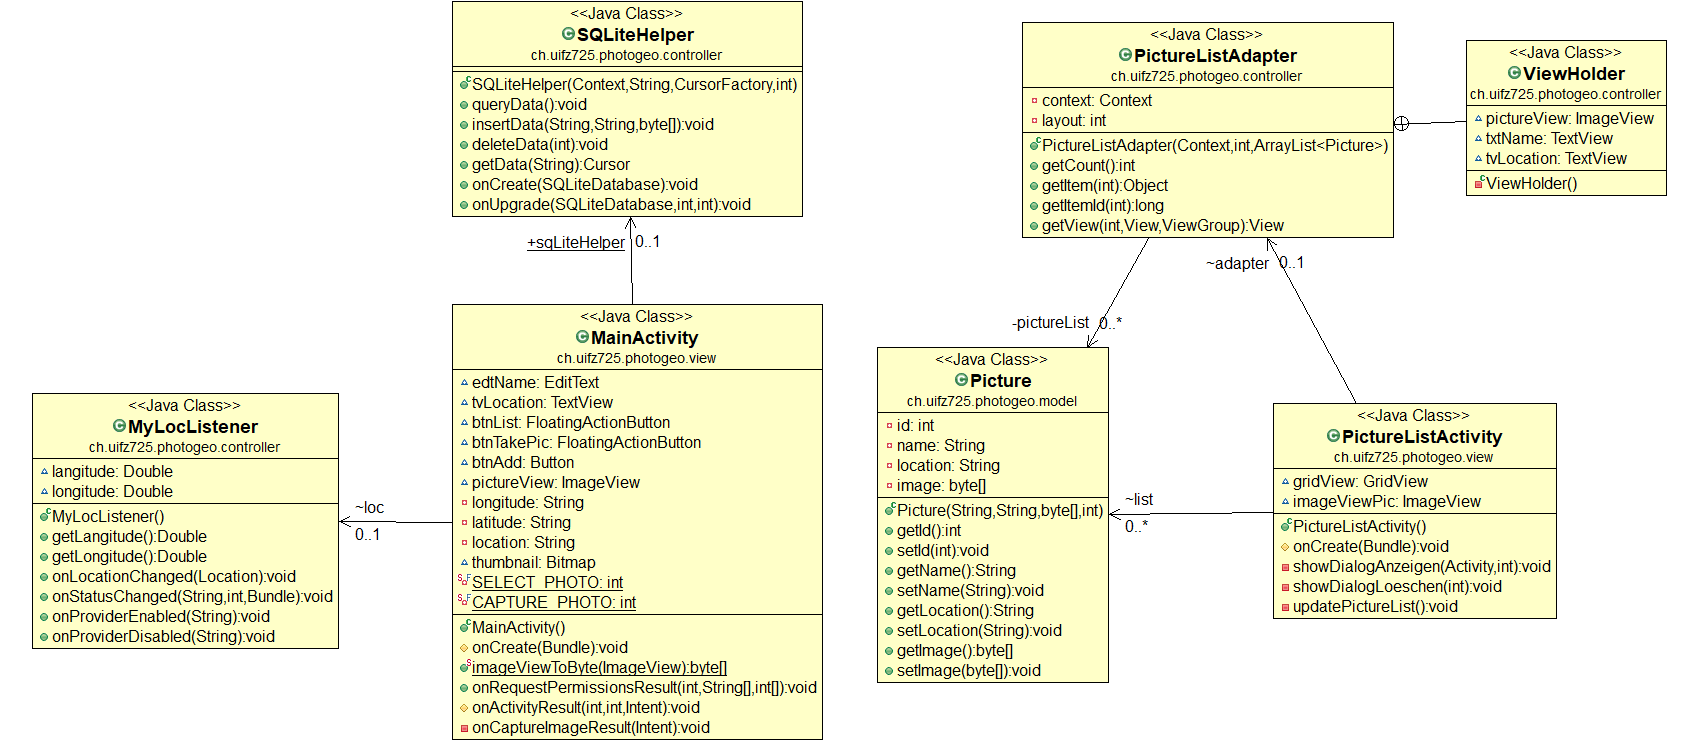 <<Java Class>>
SQLiteHelper
ch.uifz725.photogeo.controller
SQLiteHelper(Context,String,CursorFactory,int)
queryData():void
insertData(String,String,byte[]):void
deleteData(int):void
getData(String):Cursor
onCreate(SQLiteDatabase):void
onUpgrade(SQLiteDatabase,int,int):void
+sqLiteHelper 0..1
<<Java Class>>
MainActivity
ch.uifz725.photogeo.view
edtName: EditText
tvLocation: TextView
btnList: FloatingActionButton
btnTakePic: FloatingActionButton
btnAdd: Button
pictureView: ImageView
longitude: String
latitude: String
location: String
thumbnail: Bitmap
SELECT_PHOTO: int
CAPTURE_PHOTO: int
MainActivity()
onCreate(Bundle):void
imageViewToByte(ImageView):byte[]
onRequestPermissionsResult(int,String[],int[]):void
onActivityResult(int,int,Intent):void
onCaptureImageResult(Intent):void
~loc
0..1
<<Java Class>>
MyLocListener
ch.uifz725.photogeo.controller
langitude: Double
longitude: Double
MyLocListener()
getLangitude():Double
getLongitude():Double
onLocationChanged(Location):void
onStatusChanged(String,int,Bundle):void
onProviderEnabled(String):void
onProviderDisabled(String):void
<<Java Class>>
PictureListAdapter
ch.uifz725.photogeo.controller
context: Context
layout: int
PictureListAdapter(Context,int,ArrayList<Picture>)
getCount():int
getItem(int):Object
getItemId(int):long
getView(int,View,ViewGroup):View
<<Java Class>>
ViewHolder
ch.uifz725.photogeo.controller
pictureView: ImageView
txtName: TextView
tvLocation: TextView
ViewHolder()
~adapter 0..1
-pictureList 0..*
<<Java Class>>
Picture
ch.uifz725.photogeo.model
id: int
name: String
location: String
image: byte[]
Picture(String,String,byte[],int)
getId():int
setId(int):void
getName():String
setName(String):void
getLocation():String
setLocation(String):void
getImage():byte[]
setImage(byte[]):void
~list
0..*
<<Java Class>>
PictureListActivity
ch.uifz725.photogeo.view
gridView: GridView
imageViewPic: ImageView
PictureListActivity()
onCreate(Bundle):void
showDialogAnzeigen(Activity,int):void
showDialogLoeschen(int):void
updatePictureList():void